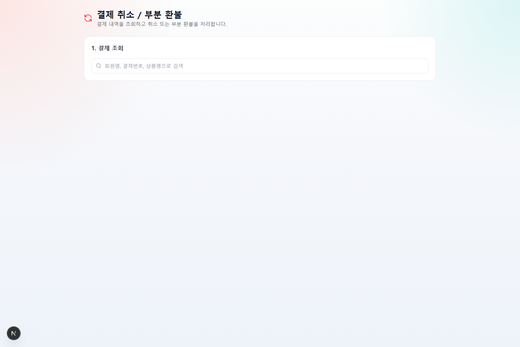 결제 취소 / 부분 환불
결제 내역을 조회하고 취소 또는 부분 환불을 처리합니다.
1. 결제 조회
회원명, 결제번호, 상품명으로 검색
N